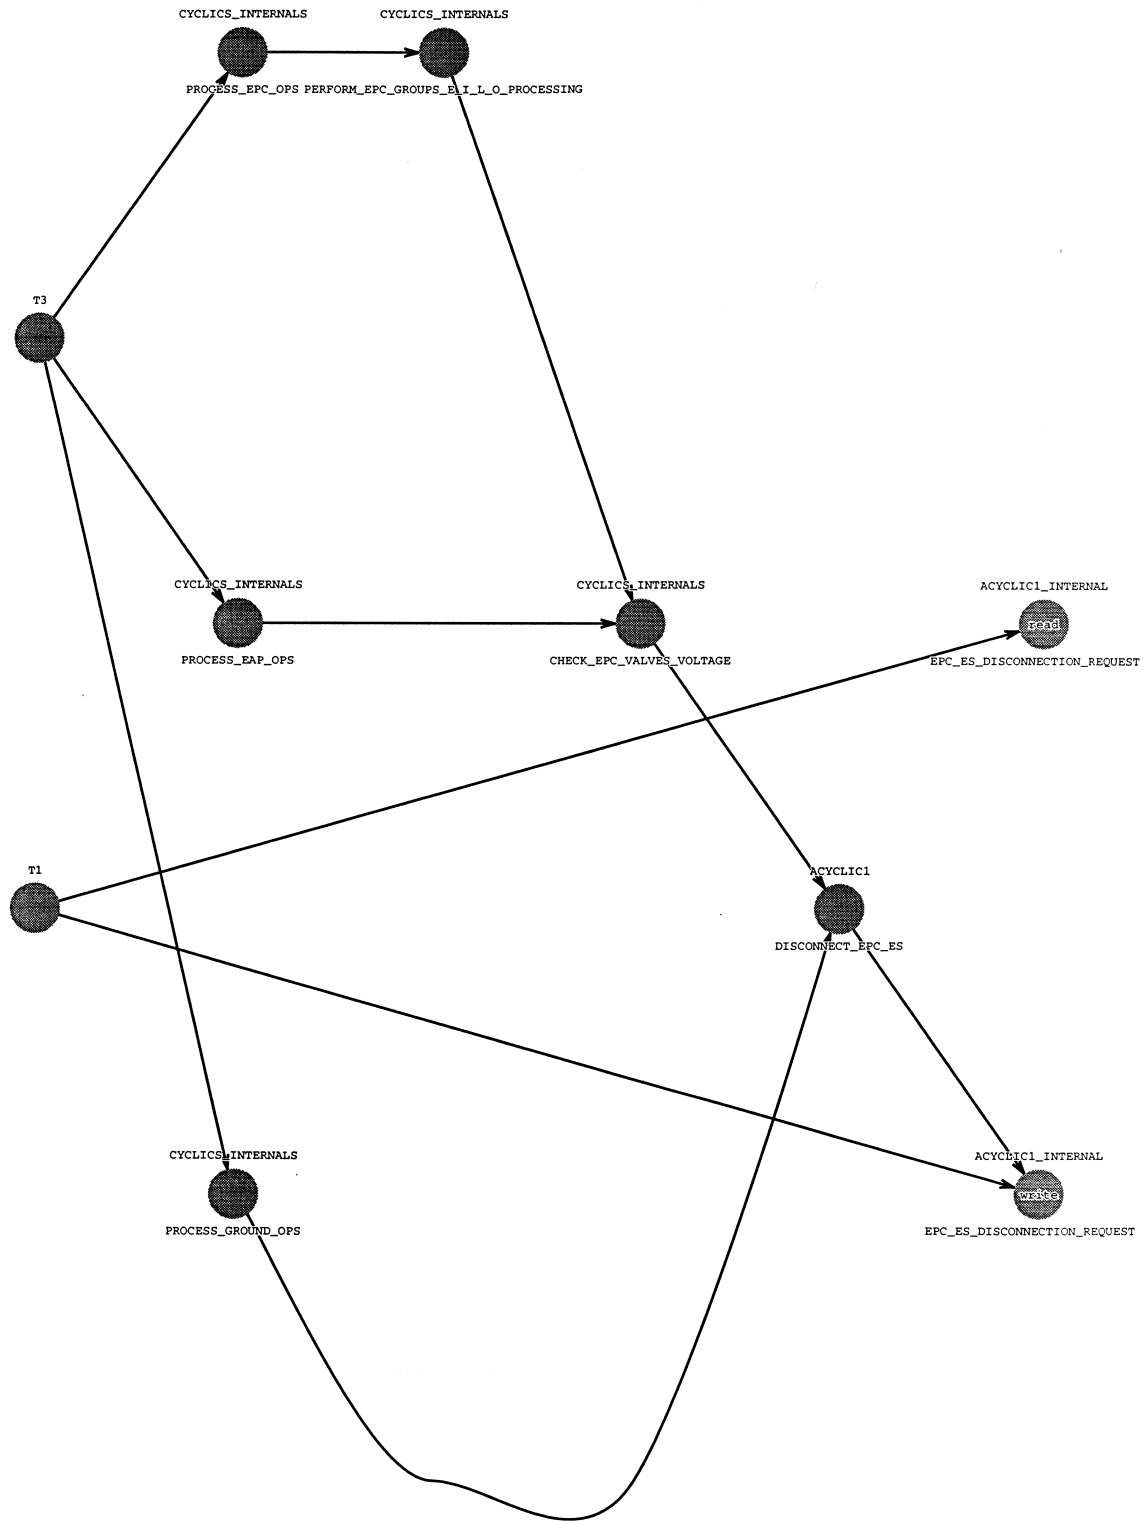 CYCLICS_INTERNALS CYCLICS_INTERNALS
PROCESS_EPC_OPS PERFORM_EPC_GROUPS_E_I_L_O_PROCESSING
T3
CYCLICS_INTERNALS CYCLICS_INTERNALS ACYCLIC1_INTERNAL
read
PROCESS_EAP_OPS CHECK_EPC_VALVES_VOLTAGE EPC_ES_DISCONNECTION_REQUEST
T1 ACYCLIC1
DISCONNECT_EPC_ES
CYCLICS_INTERNALS ACYCLIC1_INTERNAL
write
PROCESS_GROUND_OPS EPC_ES_DISCONNECTION_REQUEST